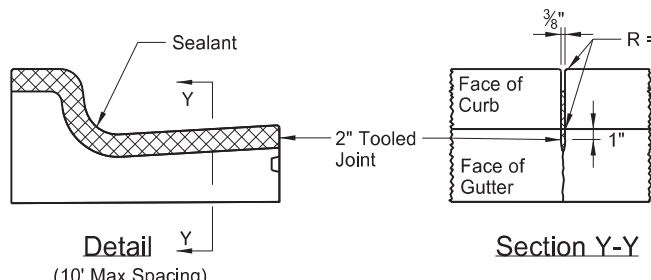 3/8"
Sealant
R =
Y
Face of
Curb
2" Tooled
Joint
1"
Face of
Gutter
Y
Detail
Section Y-Y
(10' Max Spacing)